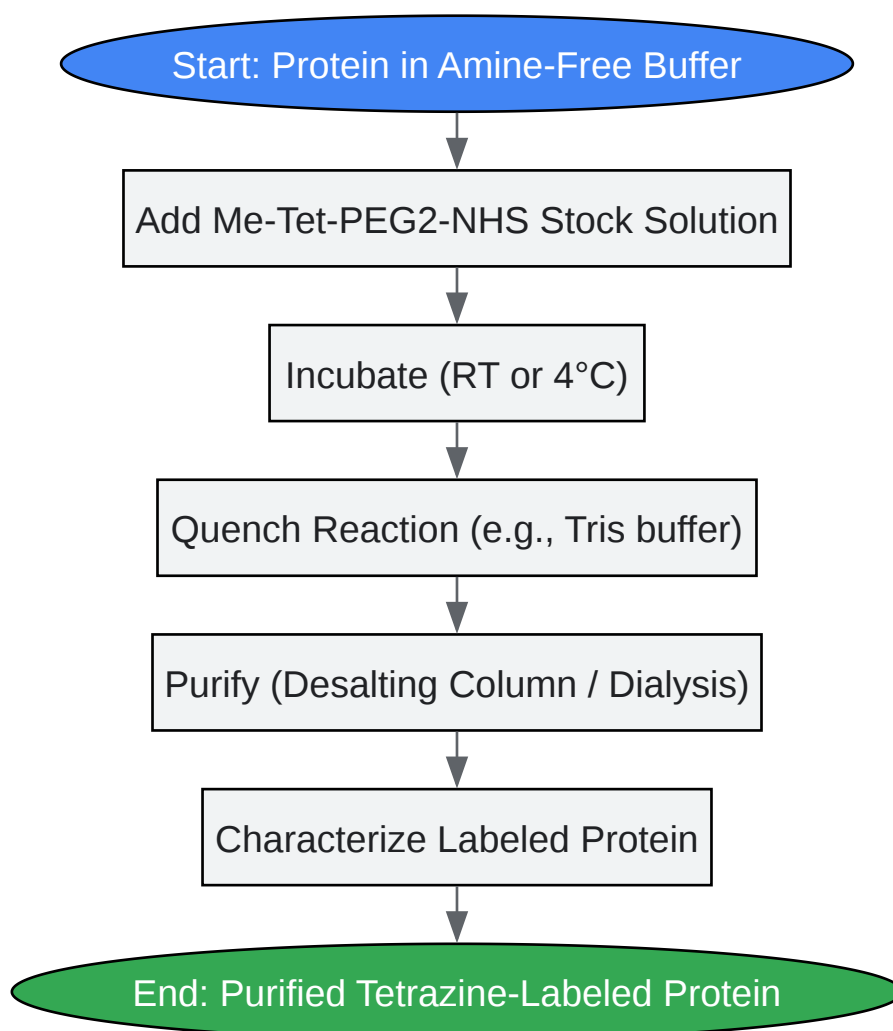 Start: Protein in Amine-Free Buffer
Add Me-Tet-PEG2-NHS Stock Solution
Incubate (RT or 4°C)
Quench Reaction (e.g., Tris buffer)
Purify (Desalting Column / Dialysis)
Characterize Labeled Protein
End: Purified Tetrazine-Labeled Protein